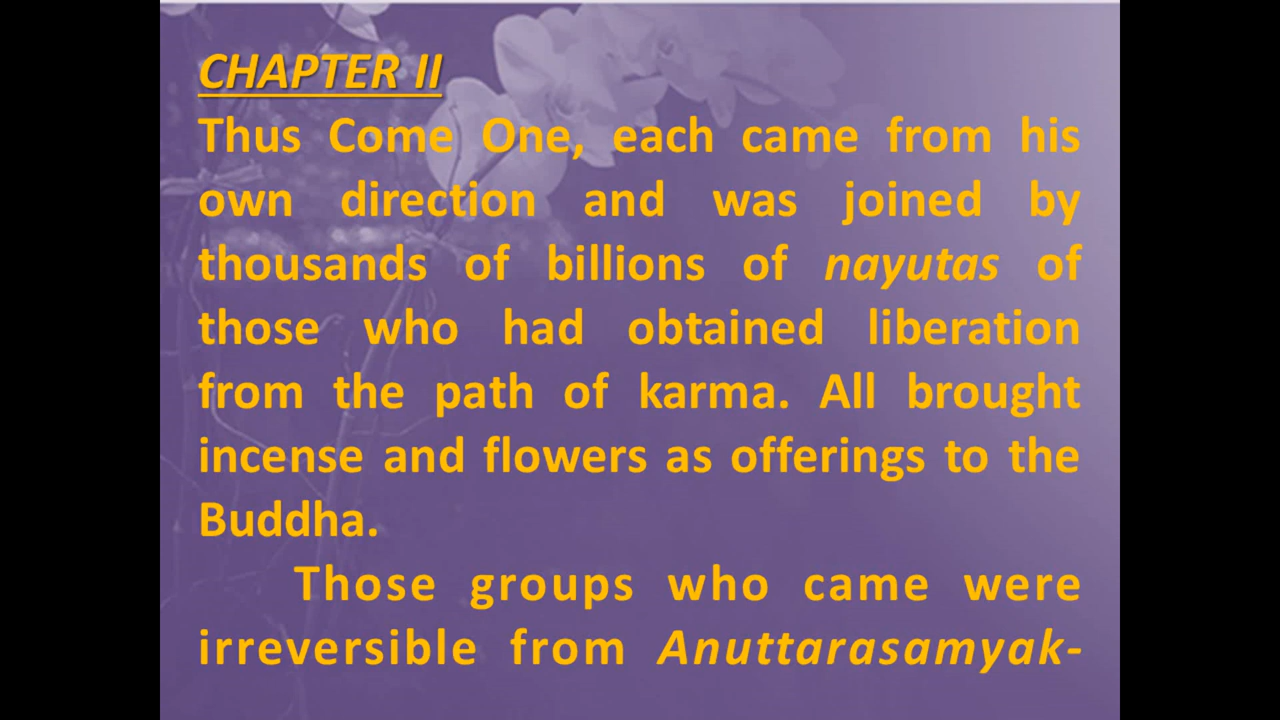 CHAPTER II
Thus Come One, each came from his
own direction and was joined by
thousands of billions of nayutas of
those who had obtained liberation
from the path of karma. All brought
incense and flowers as offerings to the
Buddha.
Those groups who came were
irreversible from Anuttarasamyak-